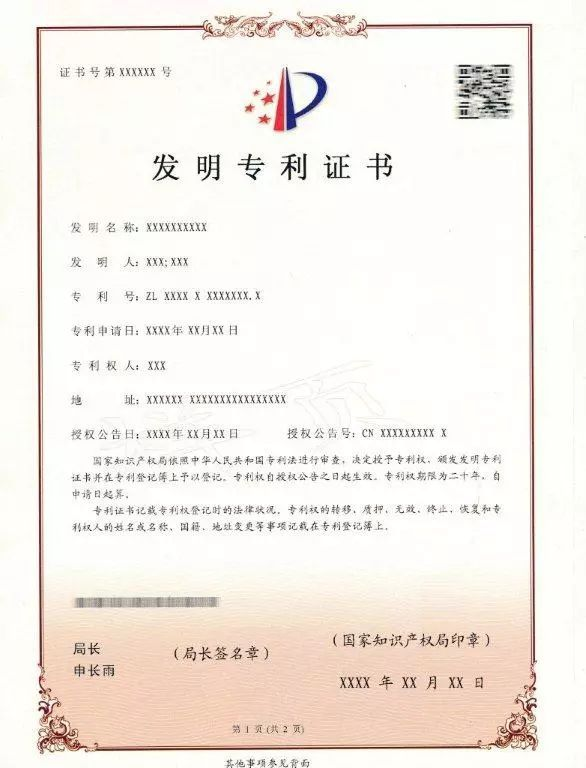 证书号第 XXXXXX 号
发明专利证书
发 明 名 称: XXXXXXXXXX
发 明 人: XXX; XXX
专 利 号: ZL XXXX X XXXXXXX.X
专利申请日: XXXX年 XX月XX 日
专 利 权 人: XXX
地 址: XXXXXX XXXXXXXXXXXXXXXX
授权公告日: XXXX年 XX月XX 日 授权公告号: CN XXXXXXXXX X
国家知识产权局依照中华人民共和国专利法进行审查,决定授予专利权,颁发发明专利
证书并在专利登记簿上予以登记。专利权自授权公告之日起生效。专利权期限为二十年,自
申请日起算。
专利证书记载专利权登记时的法律状况。专利权的转移、质押、无效、终止、恢复和专
利权人的姓名或名称、国籍、地址变更等事项记载在专利登记簿上。
局长
申长雨
(局长签名章)
(国家知识产权局印章)
XXXX 年 XX 月 XX 日
第 1 页 (共 2 页)
其他事项参见背面